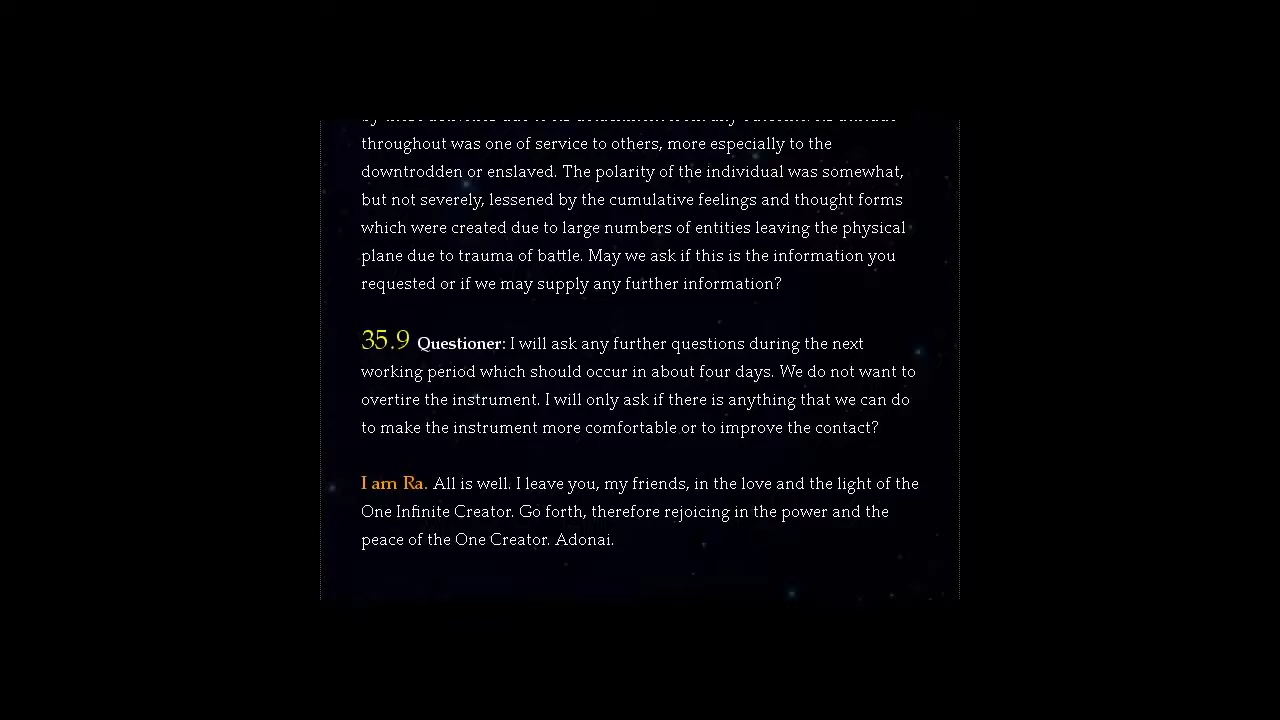 throughout was one of service to others, more especially to the
downtrodden or enslaved. The polarity of the individual was somewhat,
but not severely, lessened by the cumulative feelings and thought forms
which were created due to large numbers of entities leaving the physical
plane due to trauma of battle. May we ask if this is the information you
requested or if we may supply any further information?
35.9 Questioner: I will ask any further questions during the next
working period which should occur in about four days. We do not want to
overtire the instrument. I will only ask if there is anything that we can do
to make the instrument more comfortable or to improve the contact?
I am Ra. All is well. I leave you, my friends, in the love and the light of the
One Infinite Creator. Go forth, therefore rejoicing in the power and the
peace of the One Creator. Adonai.